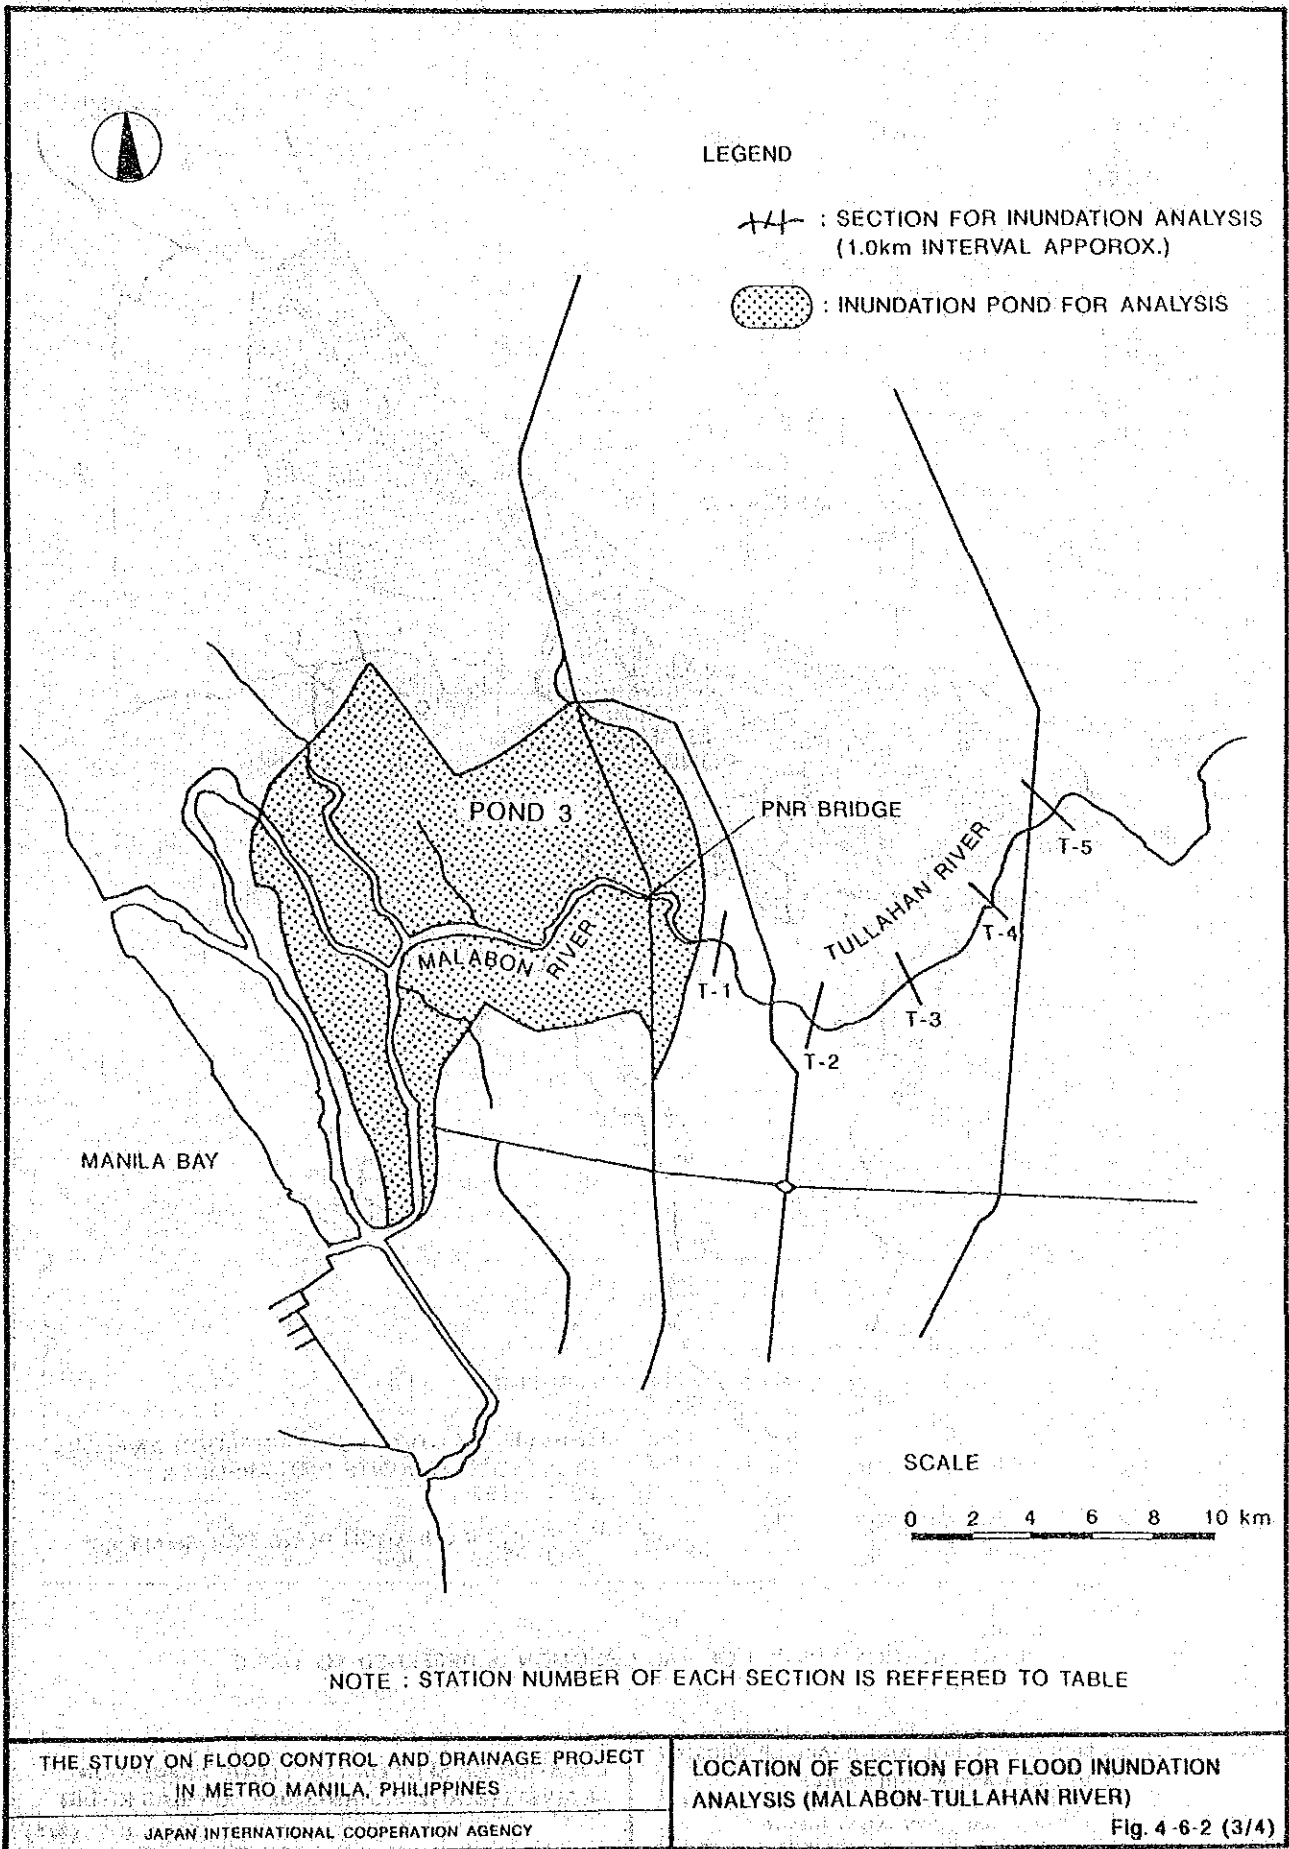 LEGEND
: SECTION FOR INUNDATION ANALYSIS
(1.0km INTERVAL APPOROX.)
: INUNDATION POND FOR ANALYSIS
POND 3
PNR BRIDGE
TULLAHAN RIVER
T-5
T-4
MALABON RIVER
T-1
T-3
T-2
MANILA BAY
SCALE
0 2 4 6 8 10 km
NOTE : STATION NUMBER OF EACH SECTION IS REFFERED TO TABLE
THE STUDY ON FLOOD CONTROL AND DRAINAGE PROJECT
IN METRO MANILA, PHILIPPINES
JAPAN INTERNATIONAL COOPERATION AGENCY
LOCATION OF SECTION FOR FLOOD INUNDATION
ANALYSIS (MALABON-TULLAHAN RIVER)
Fig. 4-6-2 (3/4)